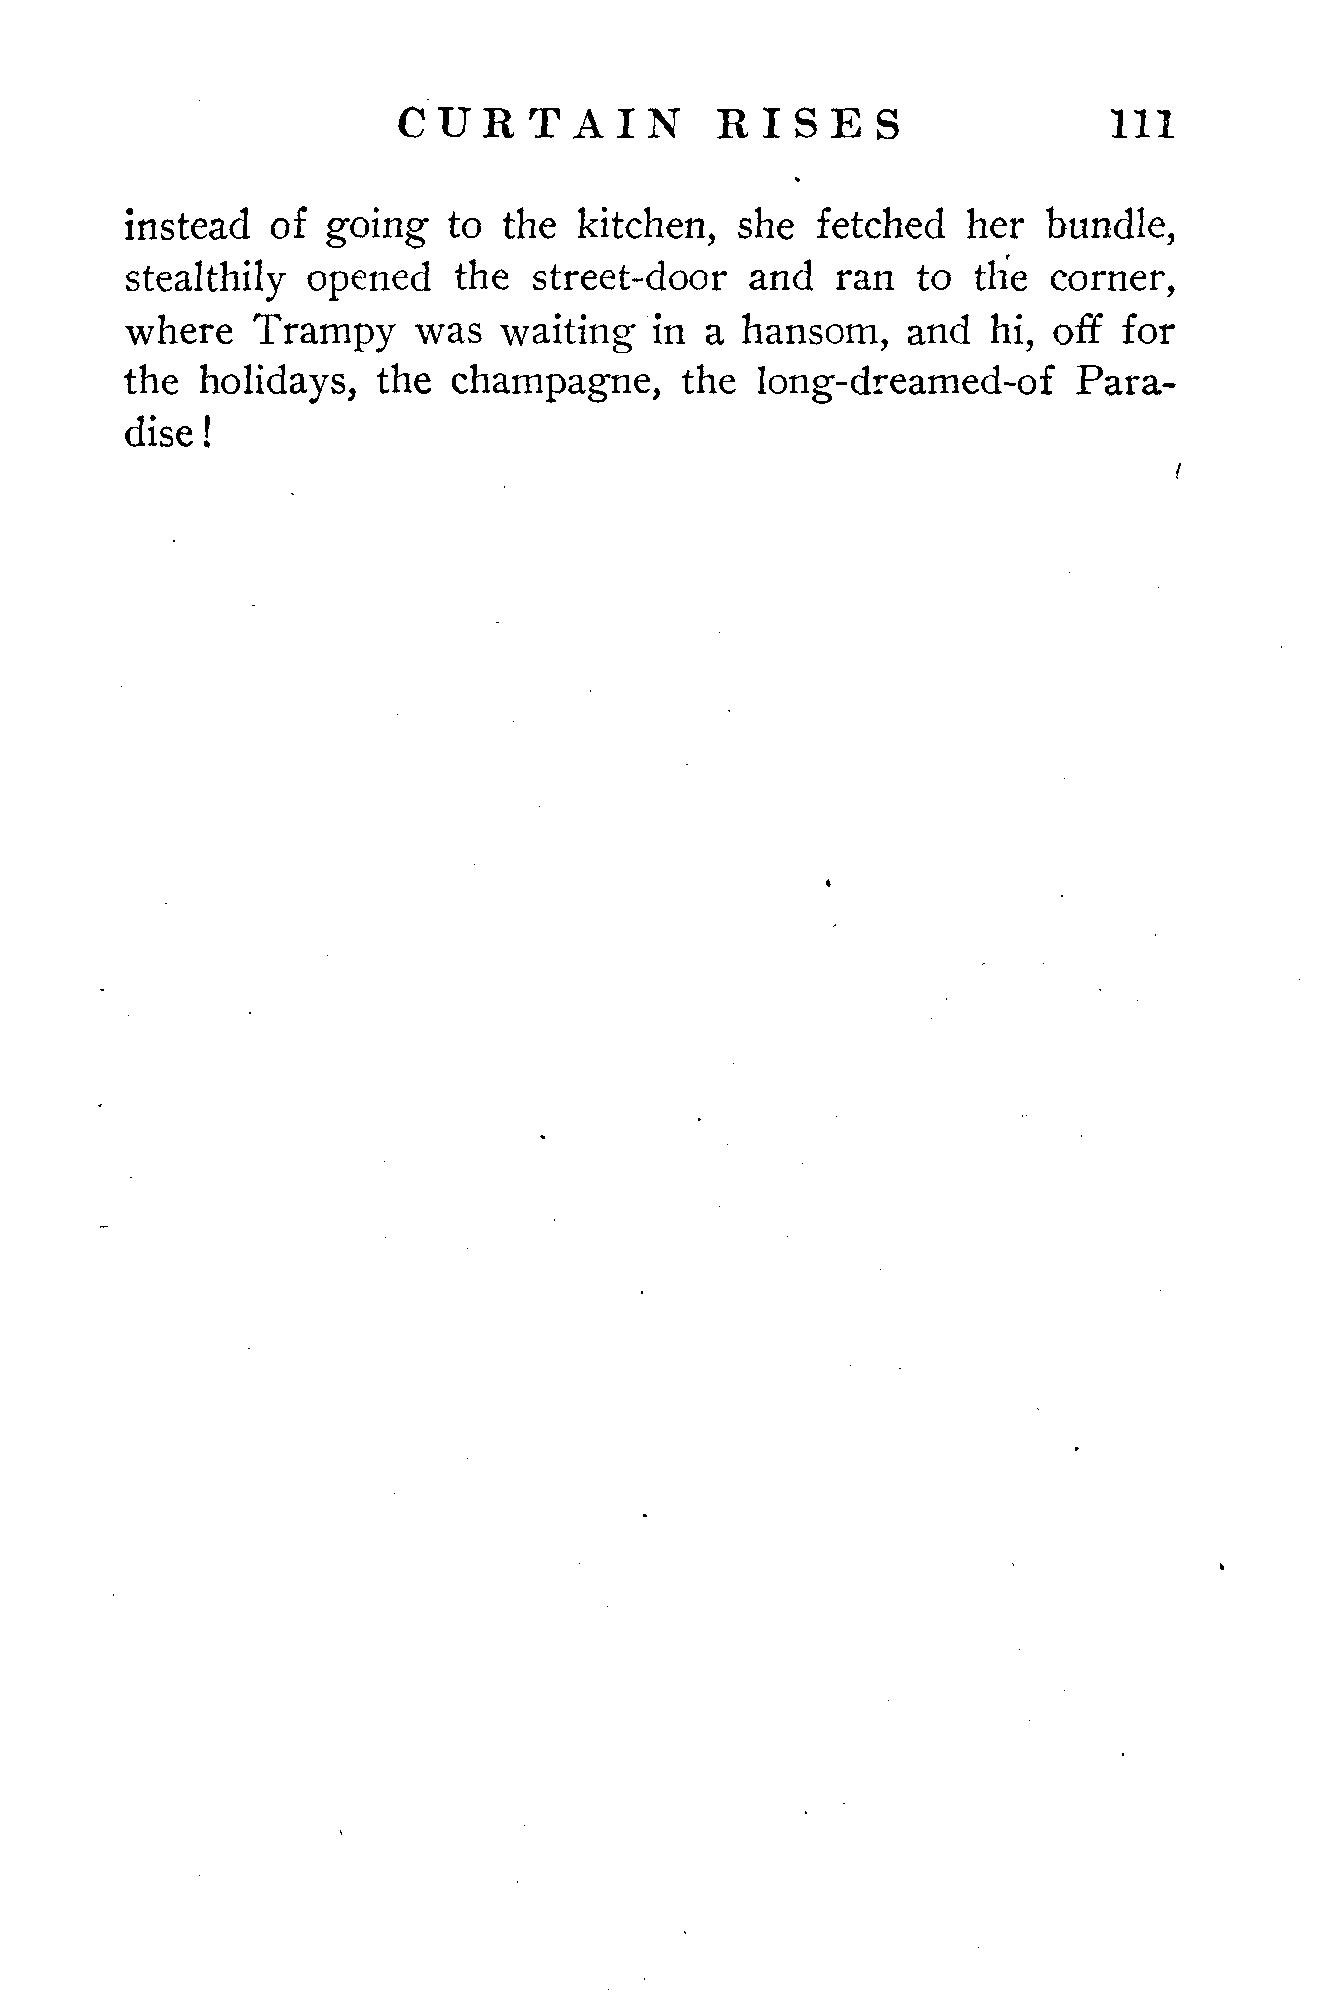 CURTAIN RISES 111
instead of going to the kitchen, she fetched her bundle,
stealthily opened the street-door and ran to the corner,
where Trampy was waiting in a hansom, and hi, off for
the holidays, the champagne, the long-dreamed-of Para-
dise!